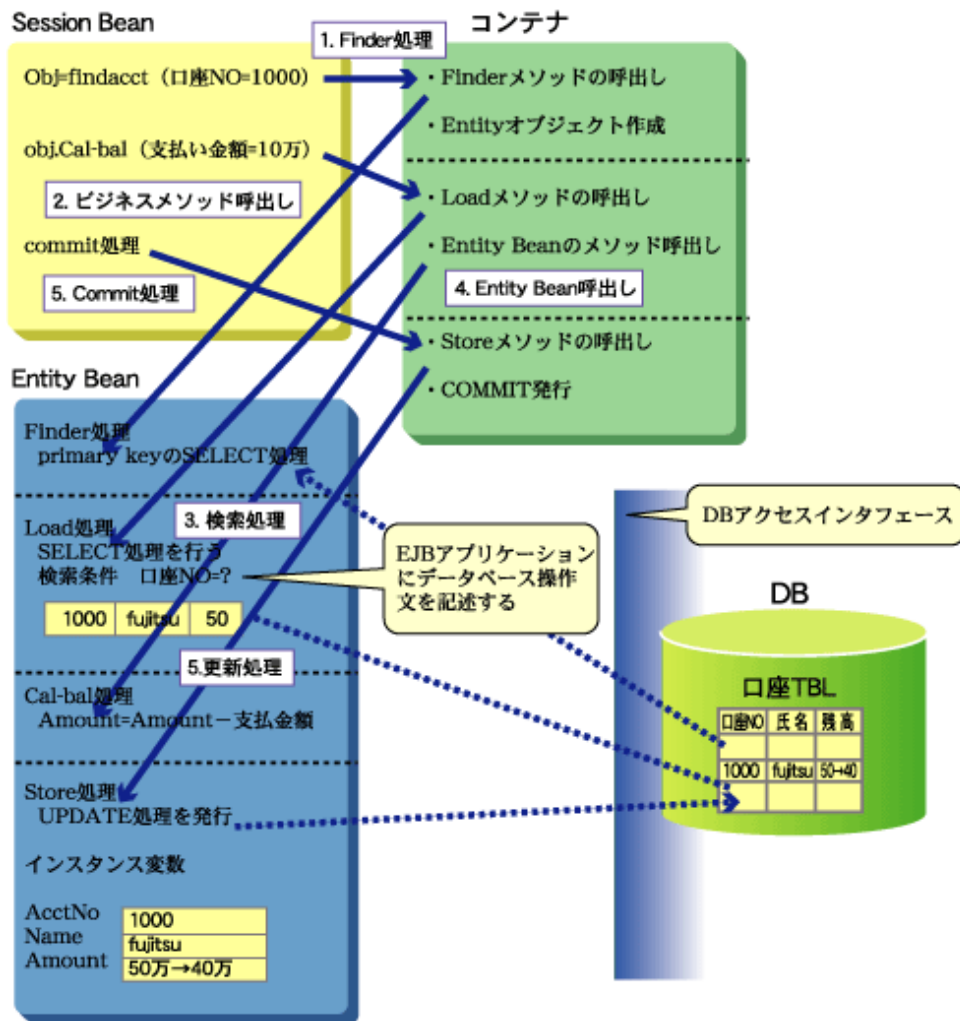 Session Bean
コンテナ
1. Finder処理
Obj=findacct（口座NO=1000）
・Finderメソッドの呼出し
・Entityオブジェクト作成
obj.Cal-bal（支払い金額=10万）
2. ビジネスメソッド呼出し
・Loadメソッドの呼出し
commit処理
・Entity Beanのメソッド呼出し
5. Commit処理
4. Entity Bean呼出し
・Storeメソッドの呼出し
・COMMIT発行
Entity Bean
Finder処理
primary keyのSELECT処理
Load処理
3. 検索処理
SELECT処理を行う
検索条件 口座NO=?
1000 fujitsu 50
EJBアプリケーション
にデータベース操作
文を記述する
DBアクセスインタフェース
DB
5.更新処理
Cal-bal処理
Amount=Amount－支払金額
口座TBL
口座NO 氏名 残高
1000 fujitsu 50→40
Store処理
UPDATE処理を発行
インスタンス変数
AcctNo 1000
Name fujitsu
Amount 50万→40万